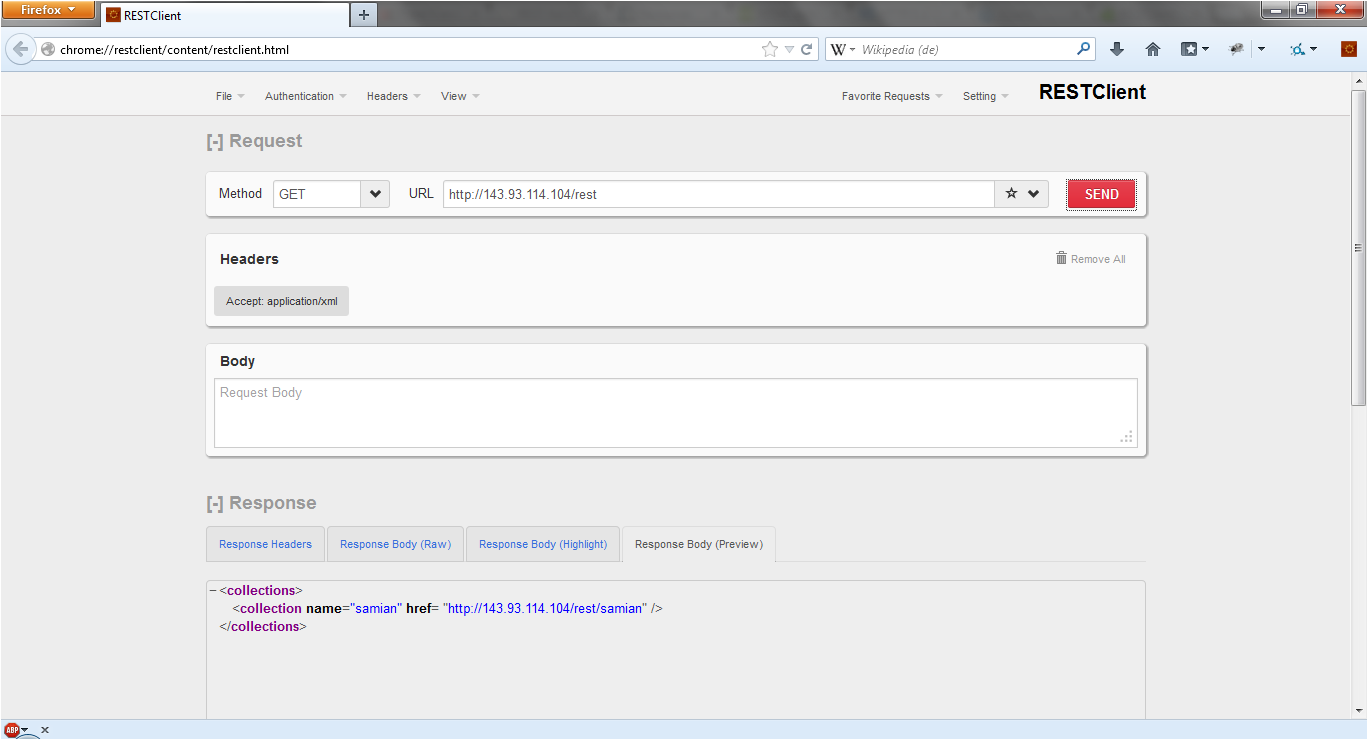 Firefox
RESTClient
chrome://restclient/content/restclient.html
W Wikipedia (de)
File Authentication Headers View Favorite Requests Setting RESTClient
[-] Request
Method GET URL http://143.93.114.104/rest SEND
Headers Remove All
Accept: application/xml
Body
Request Body
[-] Response
Response Headers Response Body (Raw) Response Body (Highlight) Response Body (Preview)
− <collections>
<collection name="samian" href= "http://143.93.114.104/rest/samian" />
</collections>
ABP